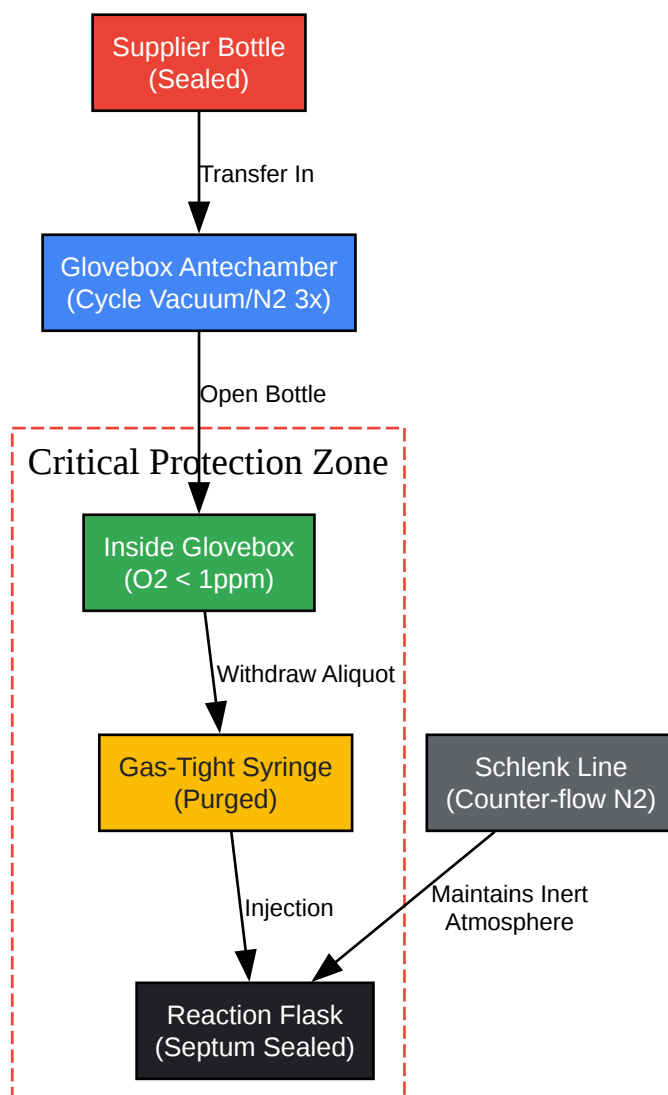 Supplier Bottle
(Sealed)
Transfer In
Glovebox Antechamber
(Cycle Vacuum/N2 3x)
Open Bottle
Critical Protection Zone
Inside Glovebox
(O2 < 1ppm)
Withdraw Aliquot
Gas-Tight Syringe
(Purged)
Schlenk Line
(Counter-flow N2)
Injection
Maintains Inert
Atmosphere
Reaction Flask
(Septum Sealed)